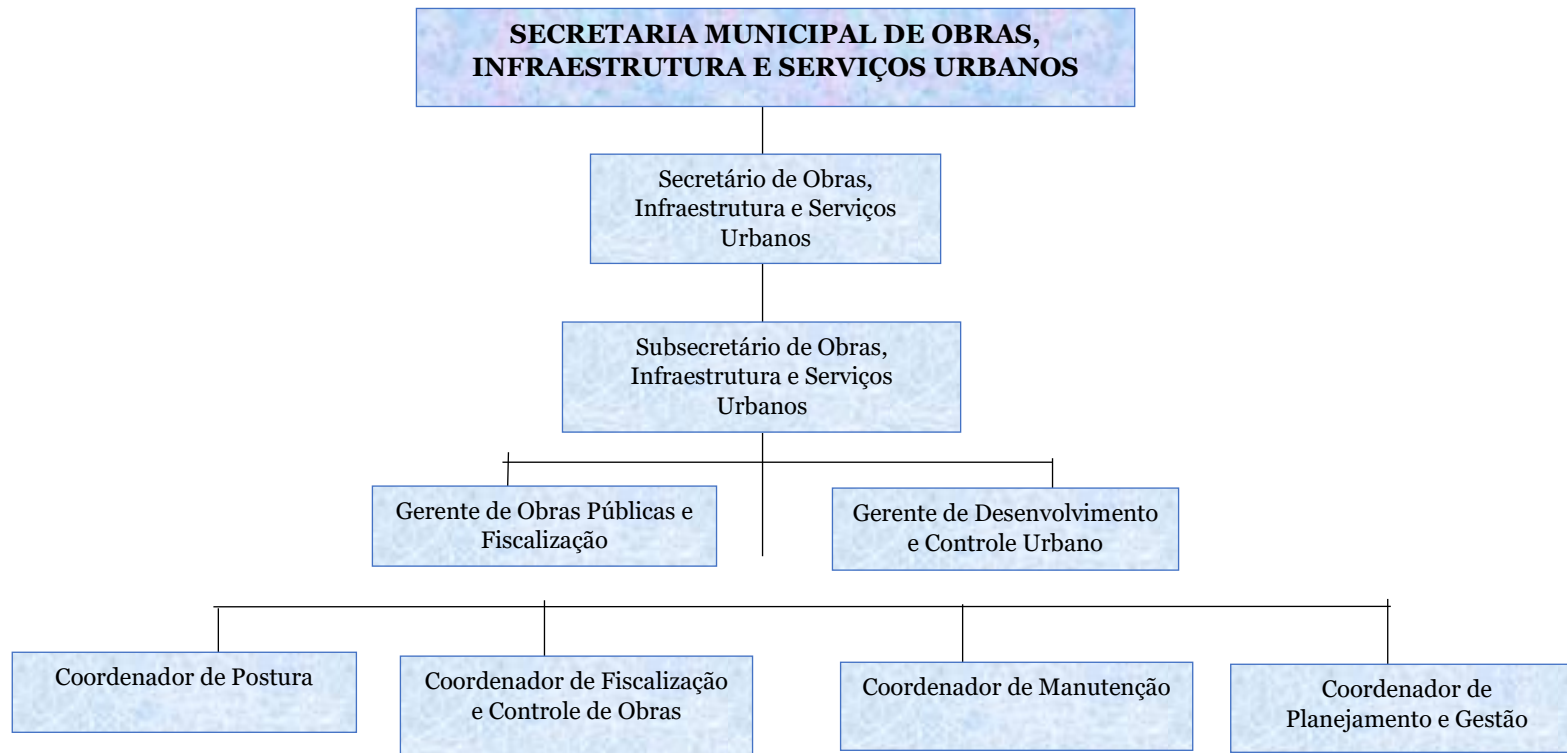 SECRETARIA MUNICIPAL DE OBRAS,
INFRAESTRUTURA E SERVIÇOS URBANOS
Secretário de Obras,
Infraestrutura e Serviços
Urbanos
Subsecretário de Obras,
Infraestrutura e Serviços
Urbanos
Gerente de Obras Públicas e
Fiscalização
Gerente de Desenvolvimento
e Controle Urbano
Coordenador de Postura
Coordenador de Fiscalização
e Controle de Obras
Coordenador de Manutenção
Coordenador de
Planejamento e Gestão